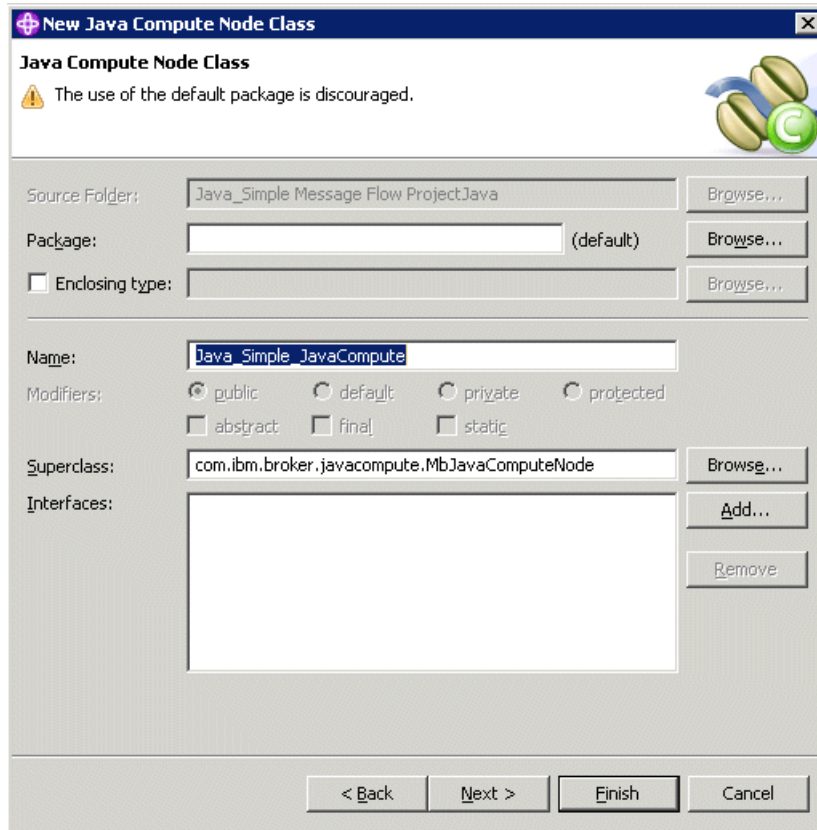 New Java Compute Node Class
Java Compute Node Class
The use of the default package is discouraged.
C
Source Folder: Java_Simple Message Flow ProjectJava Browse...
Package: (default) Browse...
Enclosing type: Browse...
Name: Java_Simple_JavaCompute
Modifiers: public default private protected
abstract final static
Superclass: com.ibm.broker.javacompute.MbJavaComputeNode Browse...
Interfaces: Add...
Remove
< Back Next > Finish Cancel